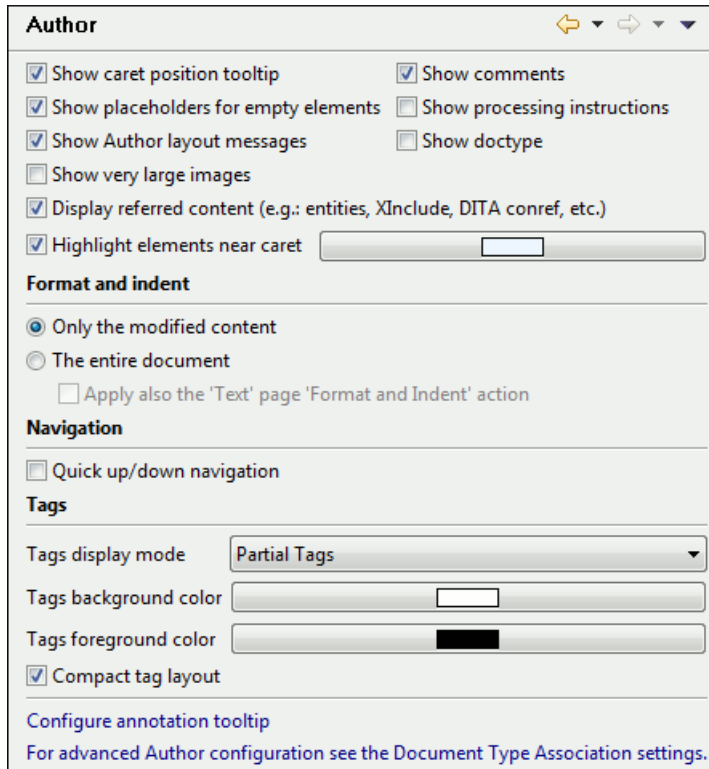 Author
Show caret position tooltip
Show comments
Show placeholders for empty elements
Show processing instructions
Show Author layout messages
Show doctype
Show very large images
Display referred content (e.g.: entities, XInclude, DITA conref, etc.)
Highlight elements near caret
Format and indent
Only the modified content
The entire document
Apply also the 'Text' page 'Format and Indent' action
Navigation
Quick up/down navigation
Tags
Tags display mode
Partial Tags
Tags background color
Tags foreground color
Compact tag layout
Configure annotation tooltip
For advanced Author configuration see the Document Type Association settings.